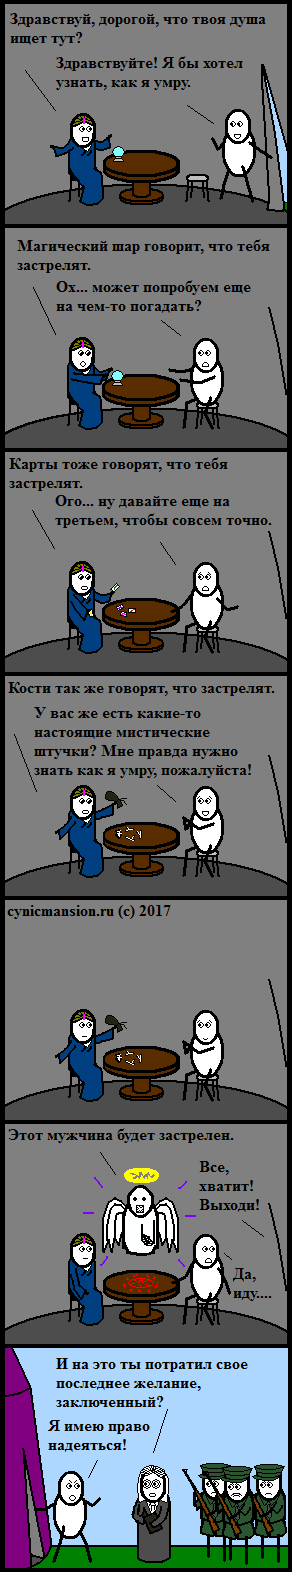 Здравствуй, дорогой, что твоя душа
ищет тут?
Здравствуйте! Я бы хотел
узнать, как я умру.
Магический шар говорит, что тебя
застрелят.
Ох... может попробуем еще
на чем-то погадать?
Карты тоже говорят, что тебя
застрелят.
Ого... ну давайте еще на
третьем, чтобы совсем точно.
Кости так же говорят, что застрелят.
У вас же есть какие-то
настоящие мистические
штучки? Мне правда нужно
знать как я умру, пожалуйста!
cynicmansion.ru (c) 2017
Этот мужчина будет застрелен.
Все,
хватит!
Выходи!
Да,
иду....
И на это ты потратил свое
последнее желание,
заключенный?
Я имею право
надеяться!